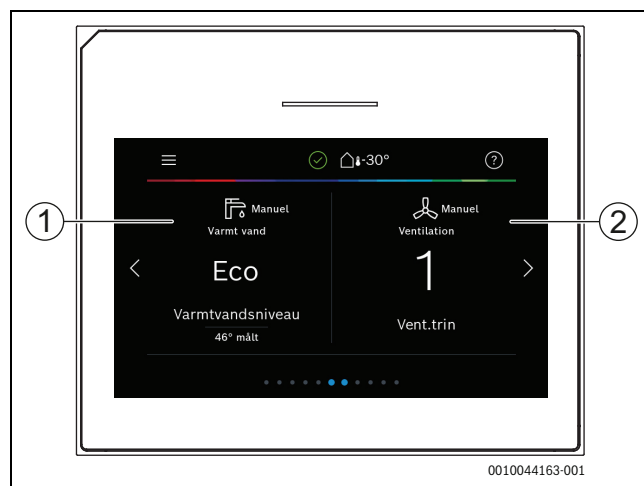 -30°
?
Manuel
Varmt vand
Eco
Varmtvandsniveau
46° målt
Manuel
Ventilation
1
Vent.trin
1
2
0010044163-001